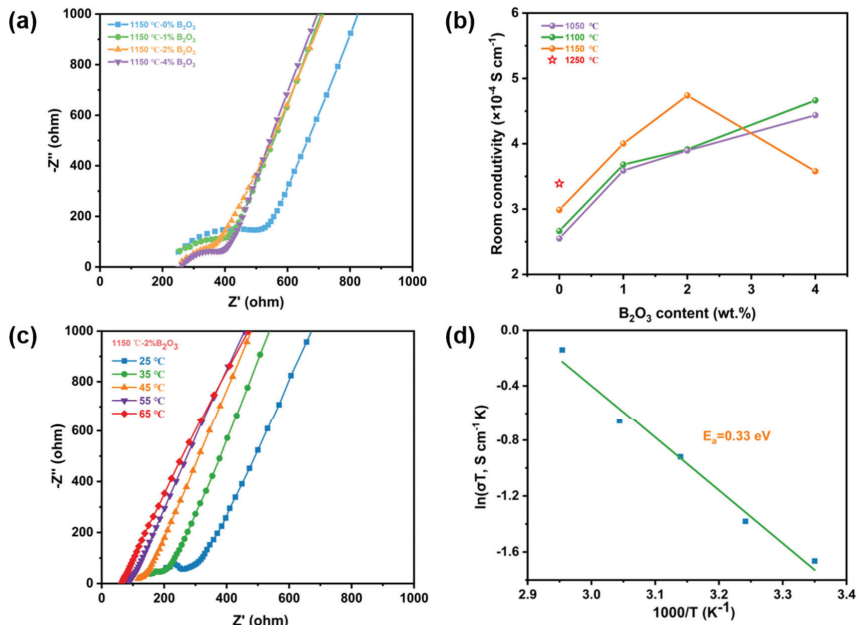 (a)
1150 ℃-0% B₂O₃
1150 ℃-1% B₂O₃
1150 ℃-2% B₂O₃
1150 ℃-4% B₂O₃
-Z'' (ohm)
1000
800
600
400
200
0
0 200 400 600 800 1000
Z' (ohm)
(b)
1050 ℃
1100 ℃
1150 ℃
1250 ℃
Room condutivity (×10⁻⁴ S cm⁻¹)
6
5
4
3
2
0 1 2 3 4
B₂O₃ content (wt.%)
(c)
1150 ℃-2%B₂O₃
25 ℃
35 ℃
45 ℃
55 ℃
65 ℃
-Z'' (ohm)
1000
800
600
400
200
0
0 200 400 600 800 1000
Z' (ohm)
(d)
Eₐ=0.33 eV
ln(σT, S cm⁻¹ K)
0.0
-0.4
-0.8
-1.2
-1.6
2.9 3.0 3.1 3.2 3.3 3.4
1000/T (K⁻¹)